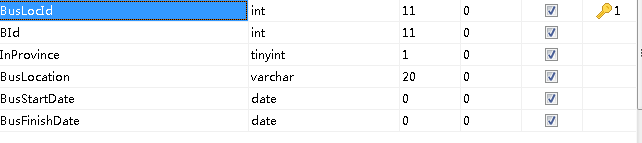 BusLocId int 11 0 1
BId int 11 0
InProvince tinyint 1 0
BusLocation varchar 20 0
BusStartDate date 0 0
BusFinishDate date 0 0